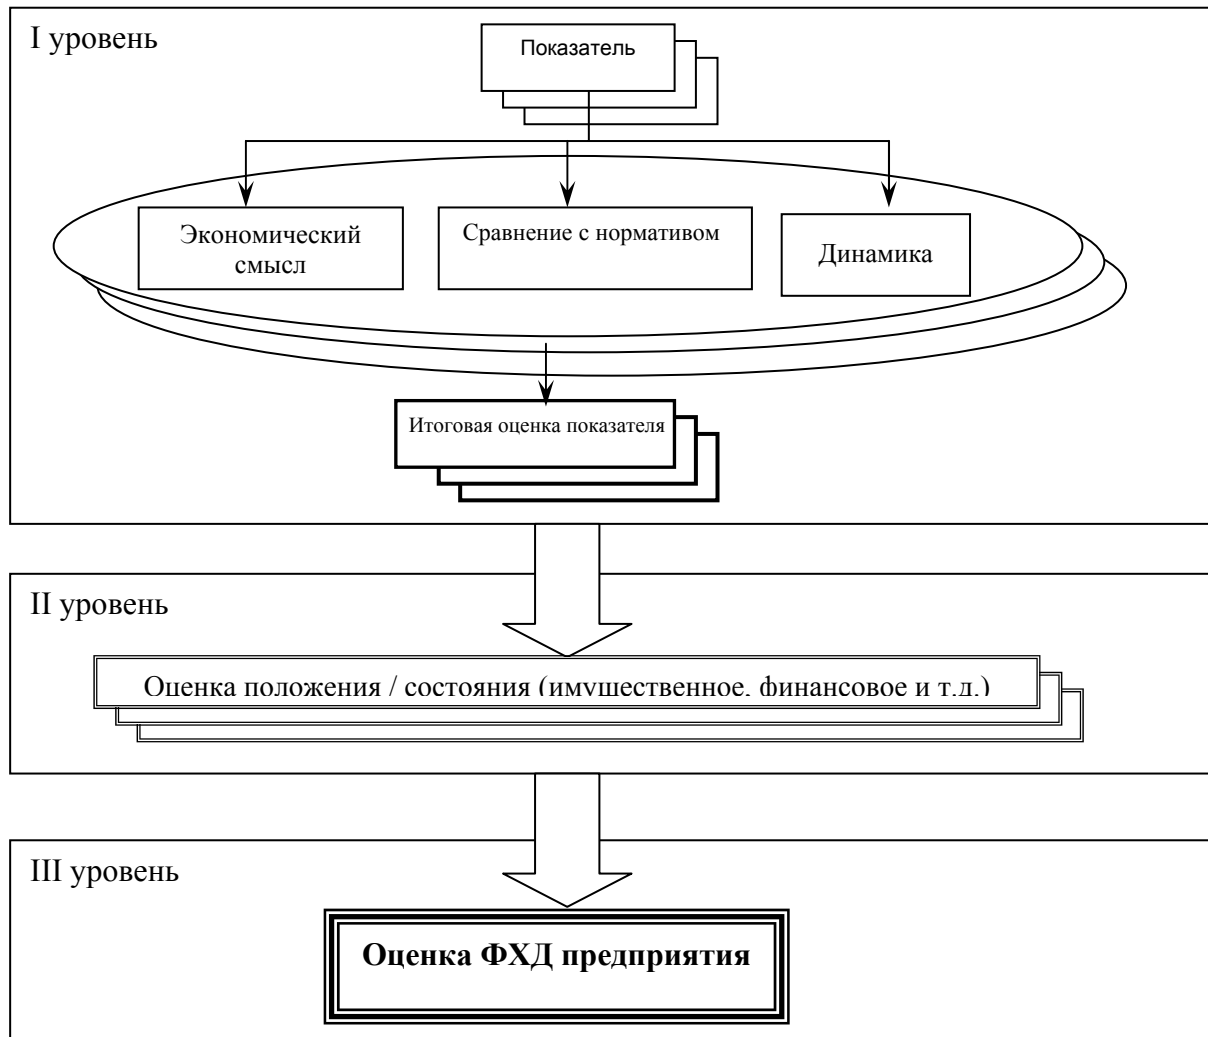 I уровень
Показатель
Экономический
смысл
Сравнение с нормативом
Динамика
Итоговая оценка показателя
II уровень
Оценка положения / состояния (имущественное, финансовое и т.д.)
III уровень
Оценка ФХД предприятия